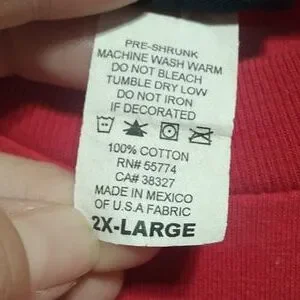 PRE-SHRUNK
MACHINE WASH WARM
DO NOT BLEACH
TUMBLE DRY LOW
DO NOT IRON
IF DECORATED
100% COTTON
RN# 55774
CA# 38327
MADE IN MEXICO
OF U.S.A FABRIC
2X-LARGE